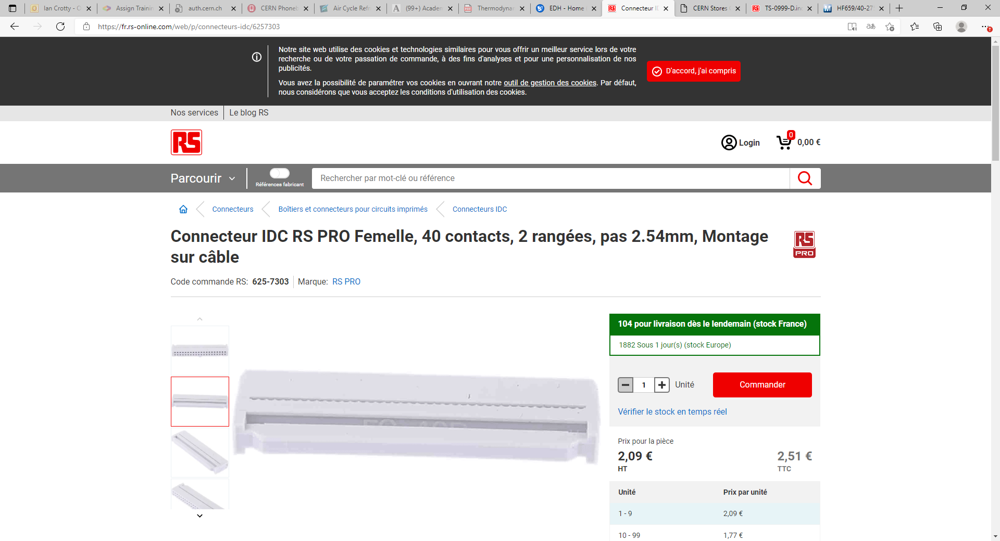 Ian Crotty - O
Assign Trainin
auth.cern.ch
CERN Phoneb
Air Cycle Refr
(99+) Academ
Thermodynar
EDH - Home
Connecteur ID
CERN Stores
TS-0999-D.in
HF659/40-27
https://fr.rs-online.com/web/p/connecteurs-idc/6257303
Notre site web utilise des cookies et technologies similaires pour vous offrir un meilleur service lors de votre
recherche ou de votre passation de commande, à des fins d'analyses et pour une personnalisation de nos
publicités.
Vous avez la possibilité de paramétrer vos cookies en ouvrant notre outil de gestion des cookies. Par défaut,
nous considérons que vous acceptez les conditions d'utilisation des cookies.
D'accord, j'ai compris
Nos services
Le blog RS
RS
Login
0
0,00 €
Parcourir
Références fabricant
Rechercher par mot-clé ou référence
Connecteurs
Boîtiers et connecteurs pour circuits imprimés
Connecteurs IDC
Connecteur IDC RS PRO Femelle, 40 contacts, 2 rangées, pas 2.54mm, Montage
sur câble
RS
PRO
Code commande RS: 625-7303
Marque: RS PRO
104 pour livraison dès le lendemain (stock France)
1882 Sous 1 jour(s) (stock Europe)
1
Unité
Commander
Vérifier le stock en temps réel
Prix pour la pièce
2,09 €
2,51 €
HT
TTC
Unité
Prix par unité
1 - 9
2,09 €
10 - 99
1,77 €